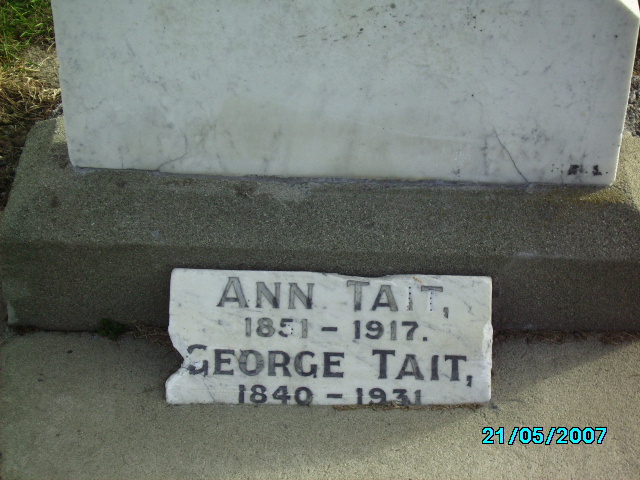 ANN TAIT,
1851 – 1917.
GEORGE TAIT,
1840 – 1931
21/05/2007